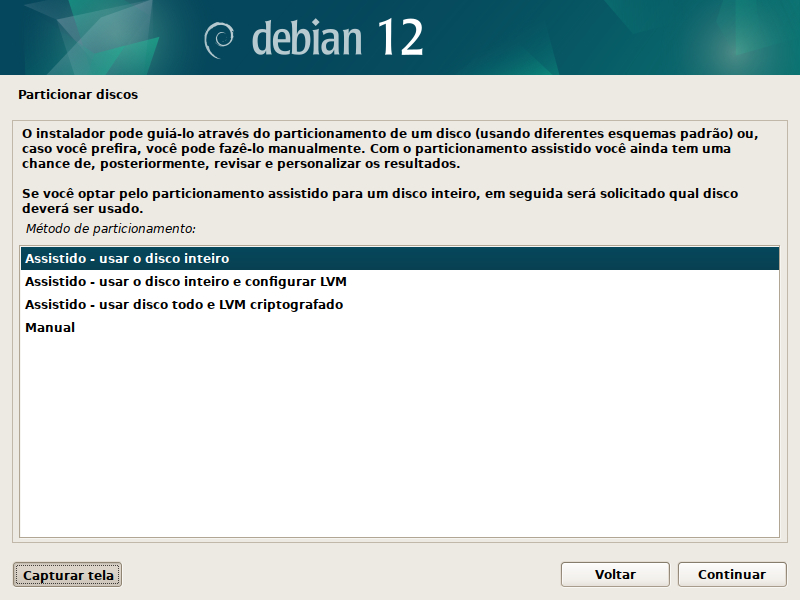 debian 12
Particionar discos
O instalador pode guiá-lo através do particionamento de um disco (usando diferentes esquemas padrão) ou,
caso você prefira, você pode fazê-lo manualmente. Com o particionamento assistido você ainda tem uma
chance de, posteriormente, revisar e personalizar os resultados.
Se você optar pelo particionamento assistido para um disco inteiro, em seguida será solicitado qual disco
deverá ser usado.
Método de particionamento:
Assistido - usar o disco inteiro
Assistido - usar o disco inteiro e configurar LVM
Assistido - usar disco todo e LVM criptografado
Manual
Capturar tela
Voltar
Continuar